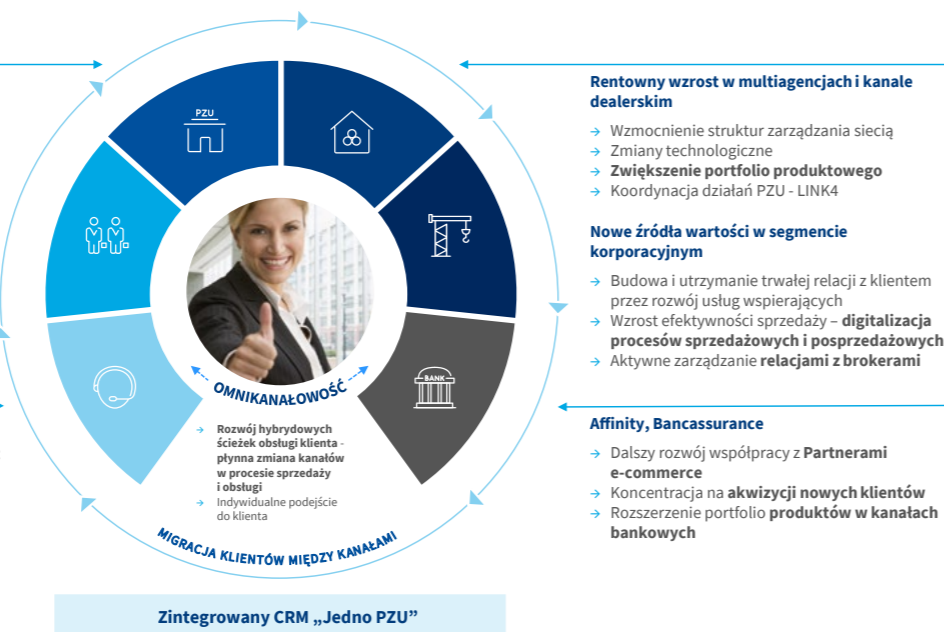 PZU
BANK
OMNIKANAŁOWOŚĆ
→ Rozwój hybrydowych
ścieżek obsługi klienta -
płynna zmiana kanałów
w procesie sprzedaży
i obsługi
→ Indywidualne podejście
do klienta
MIGRACJA KLIENTÓW MIĘDZY KANAŁAMI
Zintegrowany CRM „Jedno PZU”
Rentowny wzrost w multiagencjach i kanale
dealerskim
→ Wzmocnienie struktur zarządzania siecią
→ Zmiany technologiczne
→ Zwiększenie portfolio produktowego
→ Koordynacja działań PZU - LINK4
Nowe źródła wartości w segmencie
korporacyjnym
→ Budowa i utrzymanie trwałej relacji z klientem
przez rozwój usług wspierających
→ Wzrost efektywności sprzedaży – digitalizacja
procesów sprzedażowych i posprzedażowych
→ Aktywne zarządzanie relacjami z brokerami
Affinity, Bancassurance
→ Dalszy rozwój współpracy z Partnerami
e-commerce
→ Koncentracja na akwizycji nowych klientów
→ Rozszerzenie portfolio produktów w kanałach
bankowych